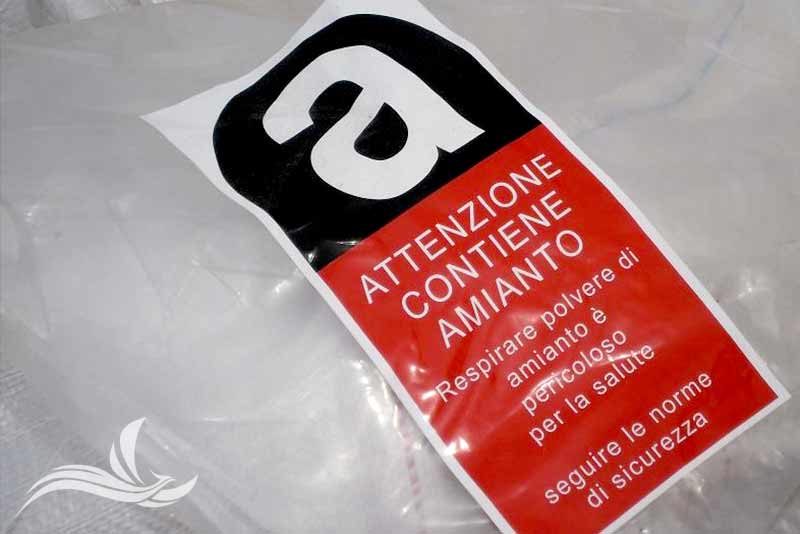 a
ATTENZIONE
CONTIENE
AMIANTO
Respirare polvere di
amianto è
pericoloso
per la salute
seguire le norme
di sicurezza